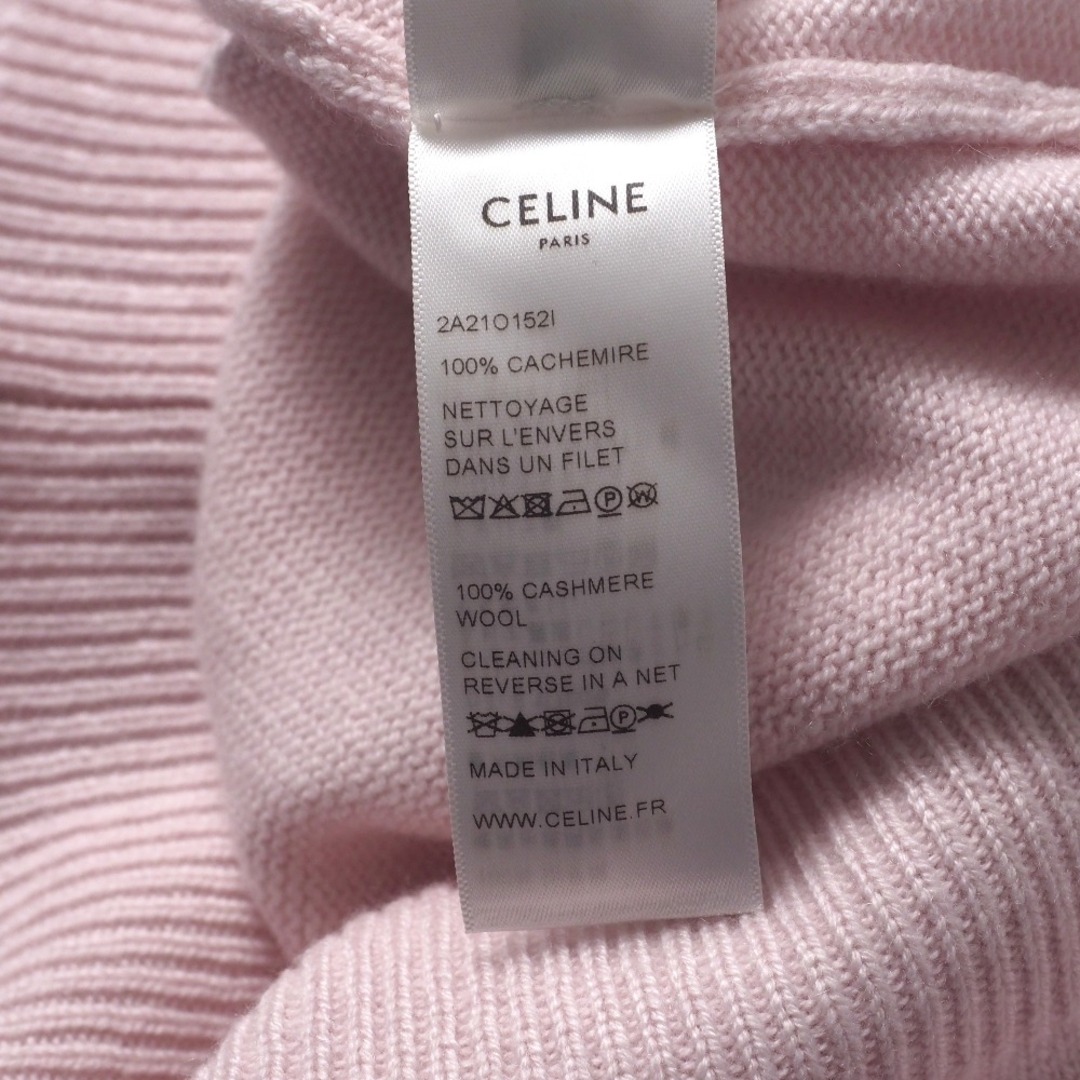 CELINE
PARIS
2A21O152I
100% CACHEMIRE
NETTOYAGE
SUR L'ENVERS
DANS UN FILET
P W
100% CASHMERE
WOOL
CLEANING ON
REVERSE IN A NET
P
MADE IN ITALY
WWW.CELINE.FR